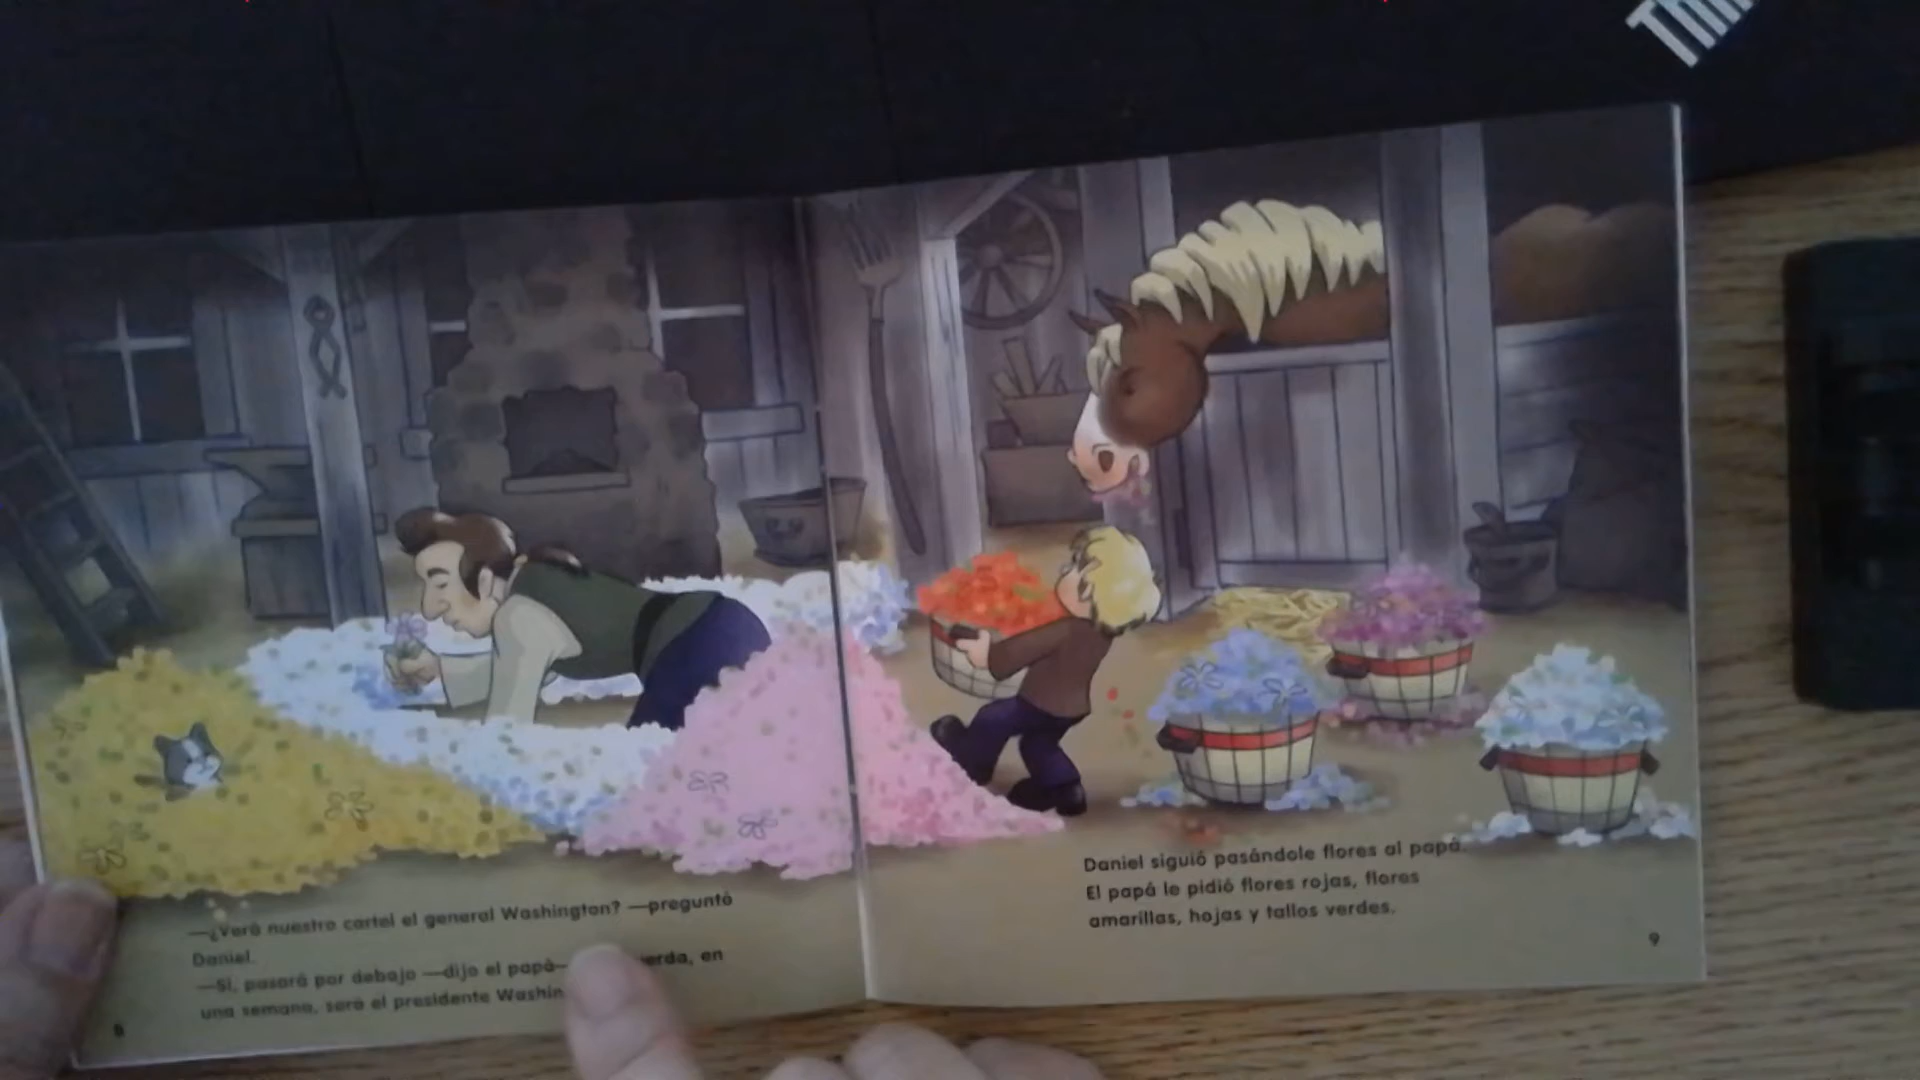 Thi
—¿Verá nuestro cartel el general Washington? —preguntó
Daniel.
—Sí, pasará por debajo —dijo el papá— erda, en
una semana, será el presidente Washin
8
Daniel siguió pasándole flores al papá.
El papá le pidió flores rojas, flores
amarillas, hojas y tallos verdes.
9